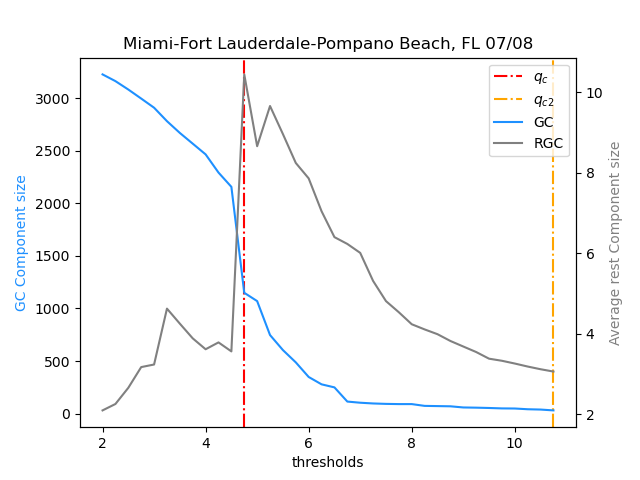 Miami-Fort Lauderdale-Pompano Beach, FL 07/08
GC Component size
3000
2500
2000
1500
1000
500
0
2
4
6
8
10
thresholds
10
8
6
4
2
Average rest Component size
q_c
q_c2
GC
RGC